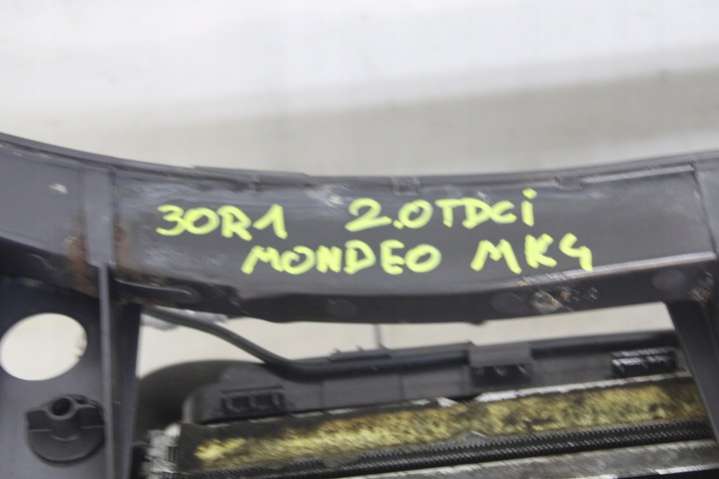 30R1 2.0TDCi
MONDEO MK4